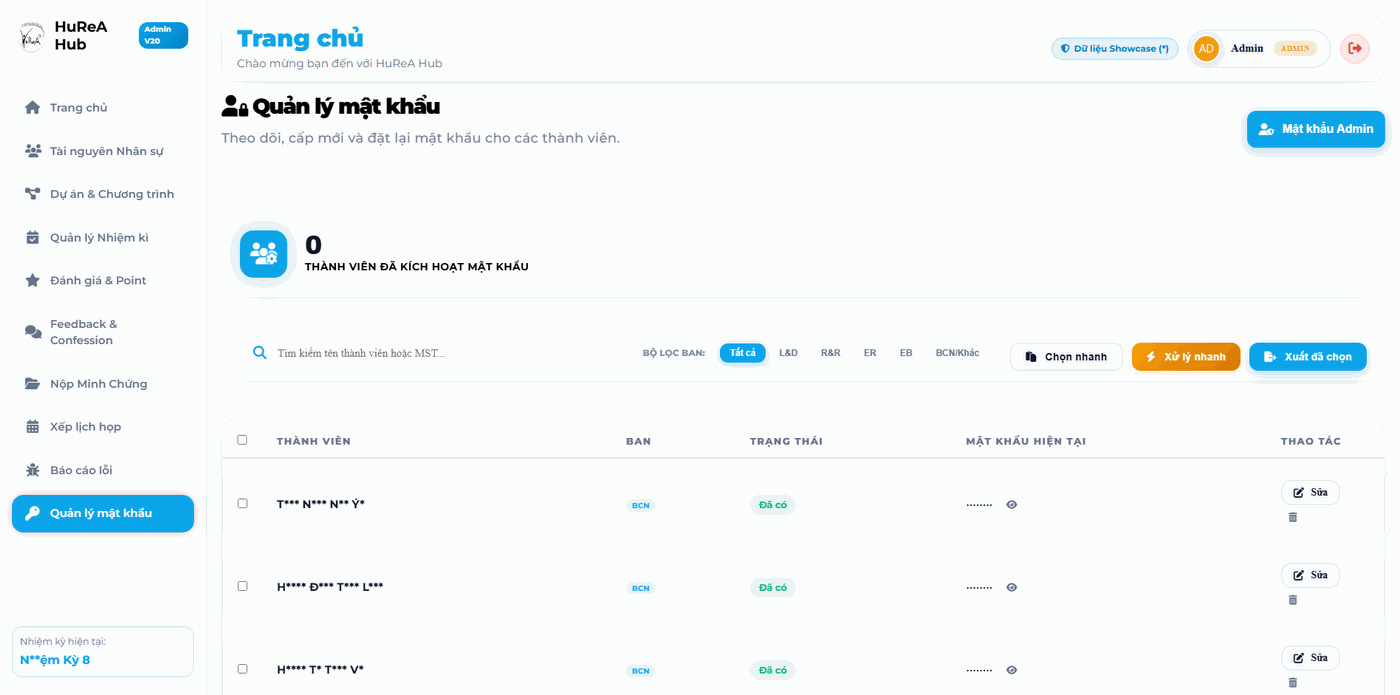 HuReA
Hub
Admin
V20
Trang chủ
Tài nguyên Nhân sự
Dự án & Chương trình
Quản lý Nhiệm kì
Đánh giá & Point
Feedback &
Confession
Nộp Minh Chứng
Xếp lịch họp
Báo cáo lỗi
Quản lý mật khẩu
Nhiệm kỳ hiện tại:
N**ệm Kỳ 8
Trang chủ
Chào mừng bạn đến với HuReA Hub
Dữ liệu Showcase (*)
AD Admin ADMIN
Quản lý mật khẩu
Theo dõi, cấp mới và đặt lại mật khẩu cho các thành viên.
Mật khẩu Admin
0
THÀNH VIÊN ĐÃ KÍCH HOẠT MẬT KHẨU
Tìm kiếm tên thành viên hoặc MST...
BỘ LỌC BAN: Tất cả L&D R&R ER EB BCN/Khác
Chọn nhanh Xử lý nhanh Xuất đã chọn
THÀNH VIÊN BAN TRẠNG THÁI MẬT KHẨU HIỆN TẠI THAO TÁC
T*** N*** N** Ý* BCN Đã có ········ Sửa
H**** Đ*** T*** L*** BCN Đã có ········ Sửa
H**** T* T*** V* BCN Đã có ········ Sửa